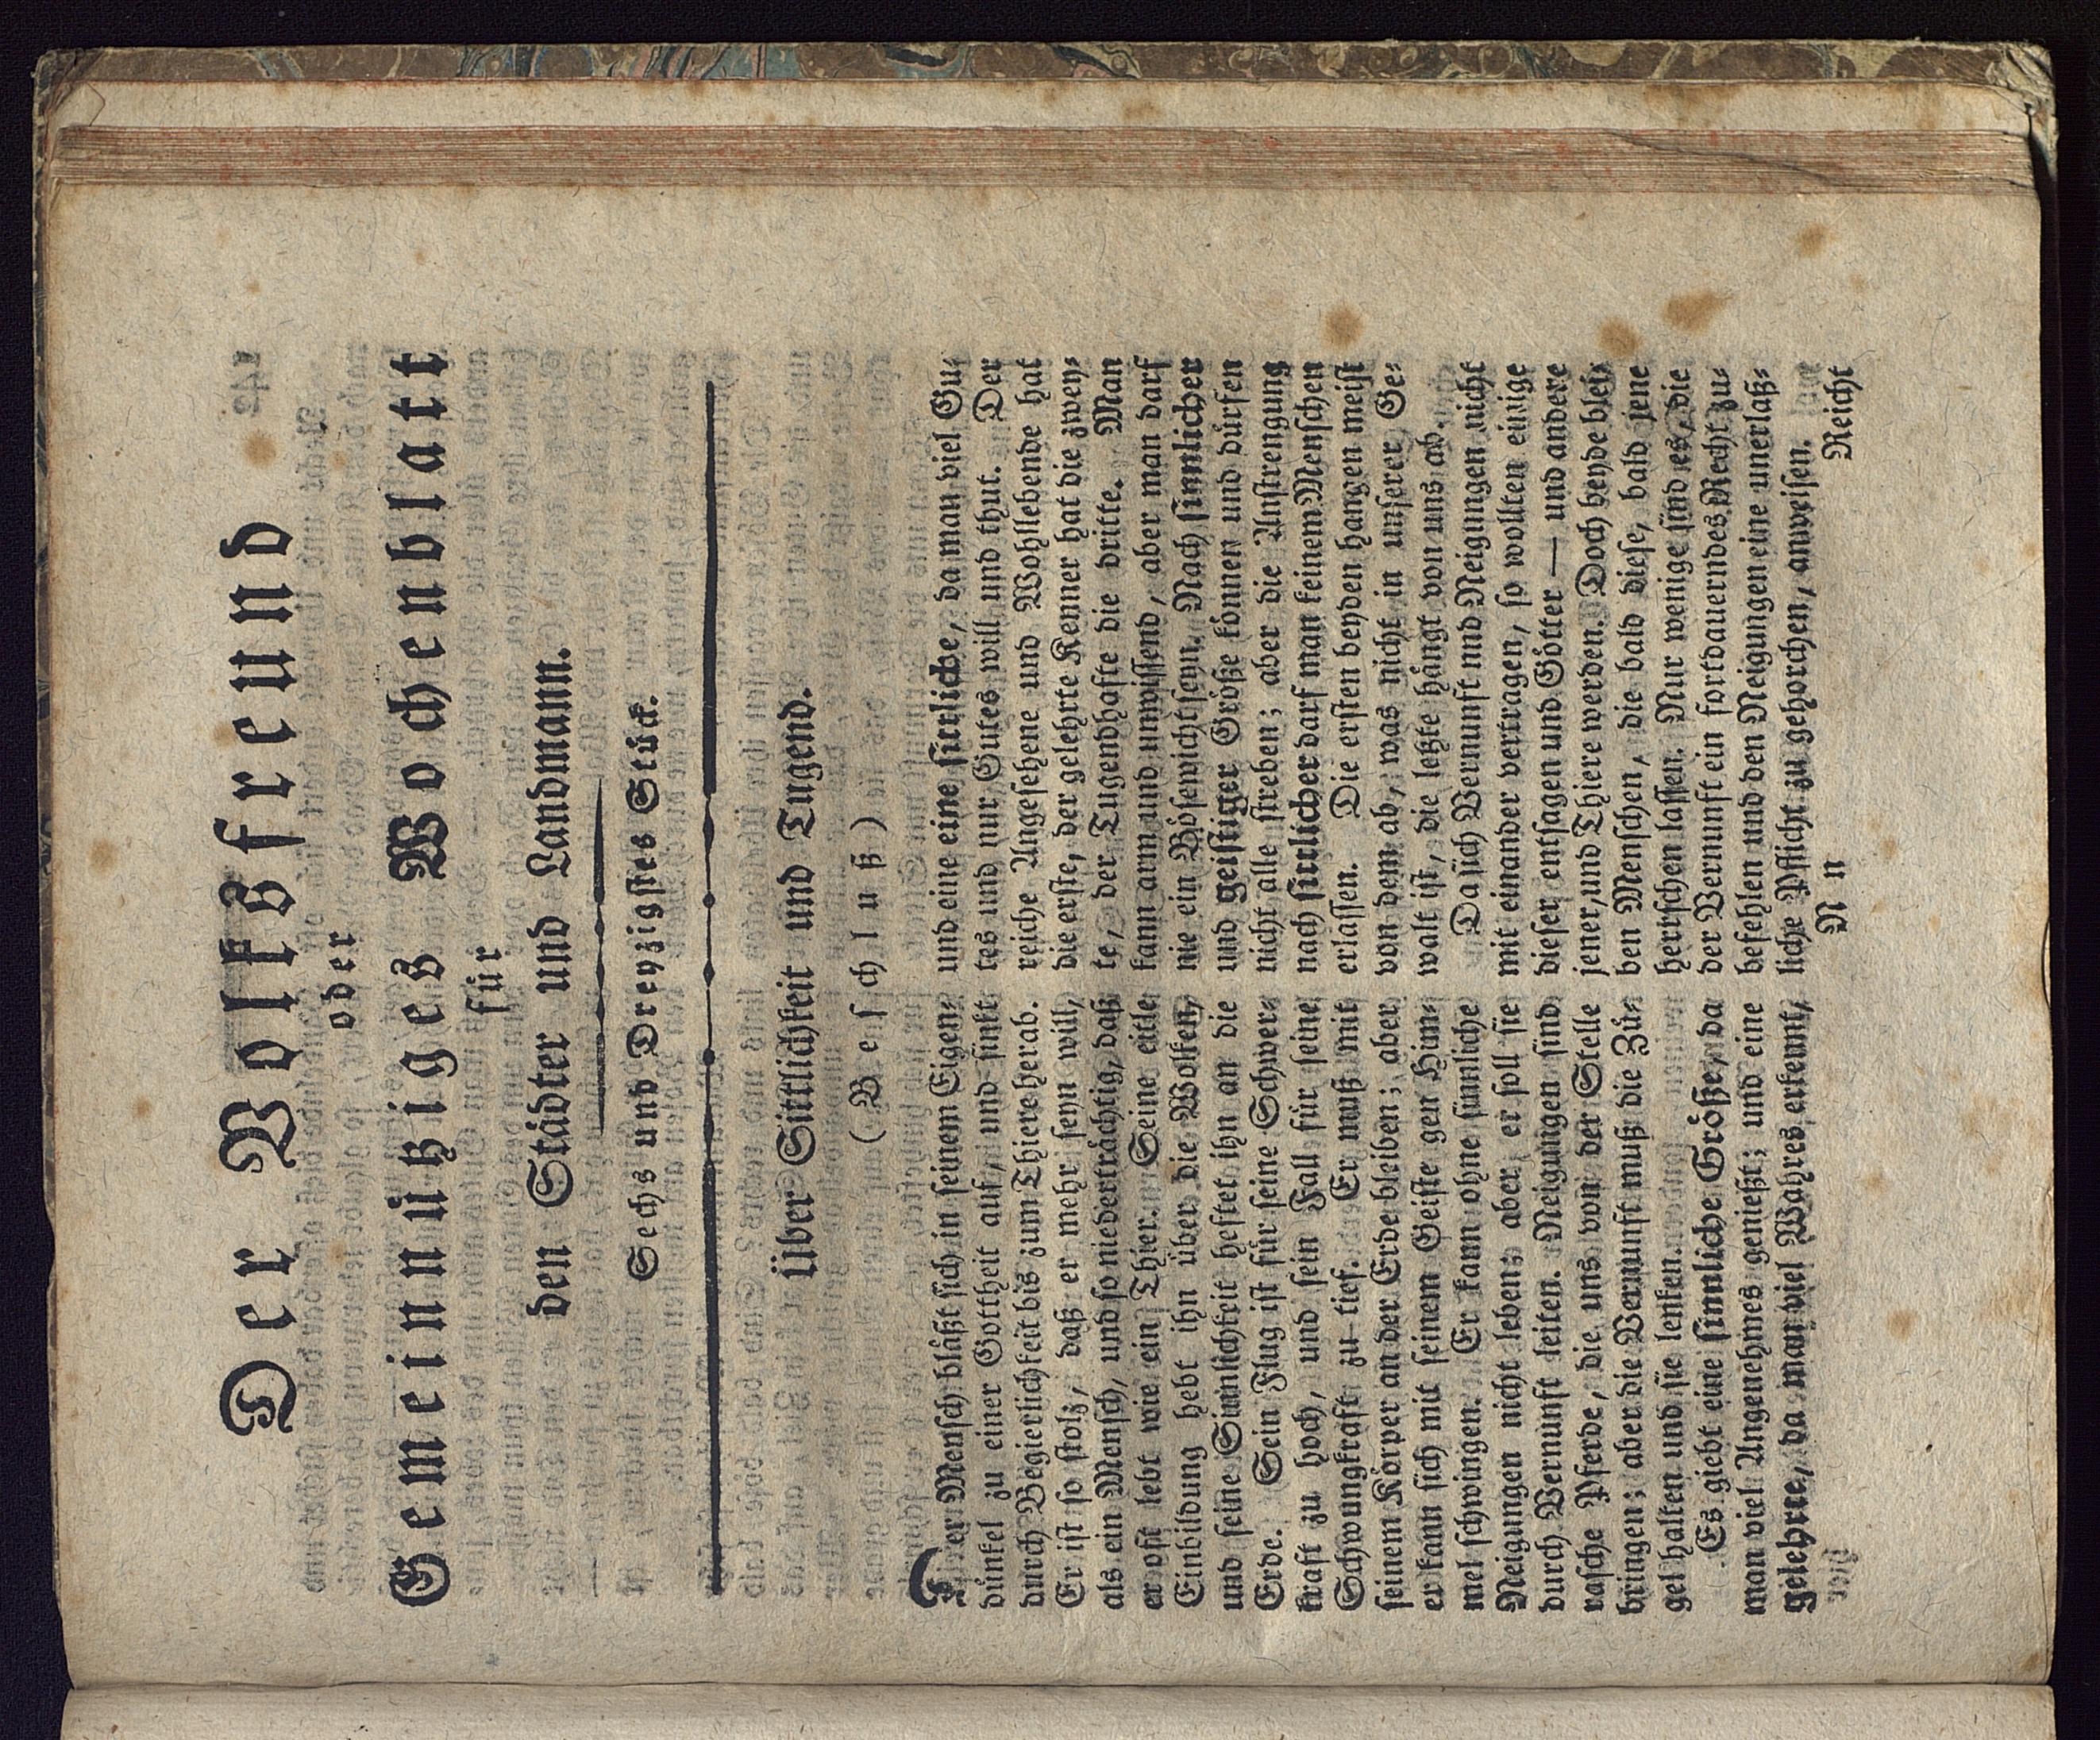 Der Volksfreund
oder
Gemeinnütziges Wochenblatt
für
den Städter und Landmann.
Sechs und Dreyzigstes Stück.
Über Sittlichkeit und Tugend.
(Beschluß)
Der Mensch bläßt sich in seinem Eigen-
dünkel zu einer Gottheit auf, und sinkt
durch Begierlichkeit bis zum Thiere herab.
Er ist so stolz, daß er mehr seyn will,
als ein Mensch, und so niederträchtig, daß
er oft lebt wie ein Thier. Seine eitle
Einbildung hebt ihn über die Wolken,
und seine Sinnlichkeit heftet ihn an die
Erde. Sein Flug ist für seine Schwer-
kraft zu hoch, und sein Fall für seine
Schwungkraft zu tief. Er muß mit
seinem Körper an der Erde bleiben; aber
er kann sich mit seinem Geiste gen Him-
mel schwingen. Er kann ohne sinnliche
Neigungen nicht leben: aber er soll sie
durch Vernunft leiten. Neigungen sind
rasche Pferde, die uns von der Stelle
bringen; aber die Vernunft muß die Zü-
gel halten und sie lenken.
Es giebt eine sinnliche Größe, da
man viel Angenehmes genießt; und eine
gelehrte, da man viel Wahres erkennt,
und eine eine sittliche, da man viel Gu-
tes und nur Gutes will und thut. Der
reiche Angesehene und Wohllebende hat
die erste, der gelehrte Kenner hat die zwey-
te, der Tugendhafte die dritte. Man
kann arm und unwissend, aber man darf
nie ein Bösewicht seyn. Nach sinnlicher
und geistiger Größe können und dürfen
nicht alle streben; aber die Anstrengung
nach sittlicher darf man keinem Menschen
erlassen. Die ersten beyden hangen meist
von dem ab, was nicht in unserer Ge-
walt ist, die letzte hängt von uns ab.
Da sich Vernunft und Neigungen nicht
mit einander vertragen, so wollten einige
dieser entsagen und Götter — und andere
jener, und Thiere werden. Doch beyde blei-
ben Menschen, die bald diese, bald jene
herrschen lassen. Nur wenige sind es, die
der Vernunft ein fortdauerndes Recht zu-
befehlen und den Neigungen eine unerlaß-
liche Pflicht zu gehorchen, anweisen.
N n
Reicht